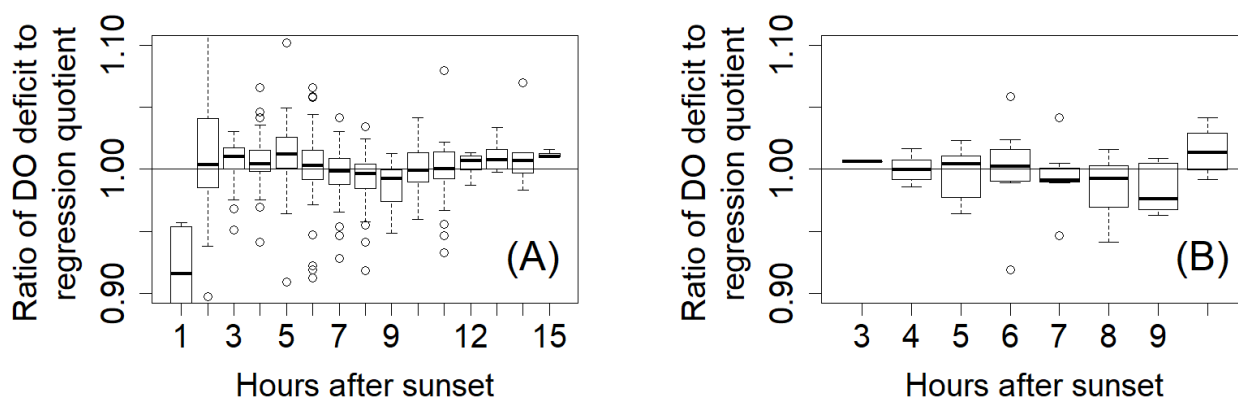 Ratio of DO deficit to
regression quotient
1.10
1.00
0.90
(A)
1 3 5 7 9 12 15
Hours after sunset
Ratio of DO deficit to
regression quotient
1.10
1.00
0.90
(B)
3 4 5 6 7 8 9
Hours after sunset